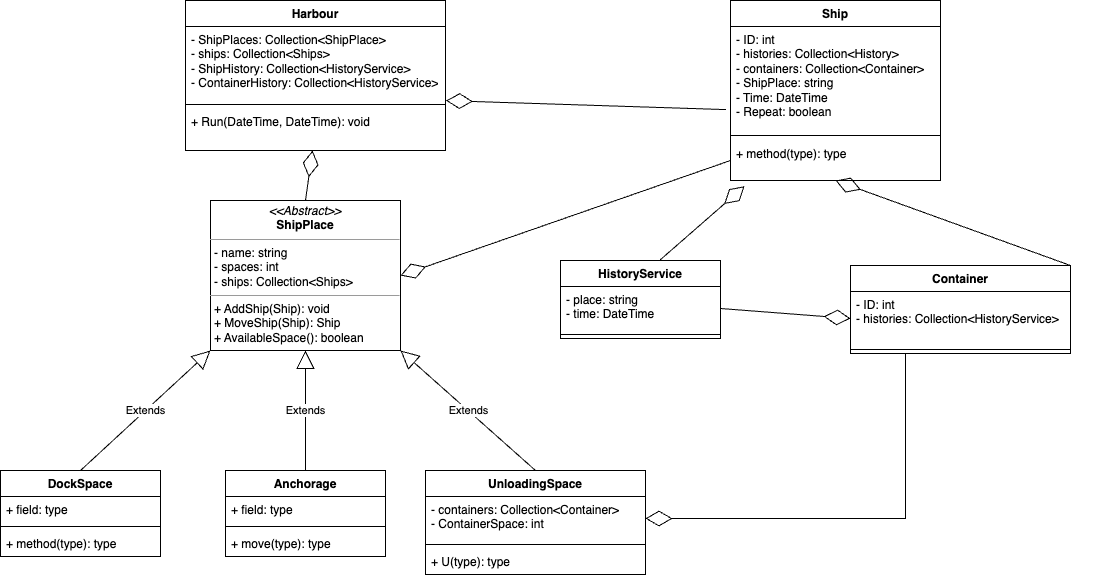 Harbour
- ShipPlaces: Collection<ShipPlace>
- ships: Collection<Ships>
- ShipHistory: Collection<HistoryService>
- ContainerHistory: Collection<HistoryService>
+ Run(DateTime, DateTime): void
Ship
- ID: int
- histories: Collection<History>
- containers: Collection<Container>
- ShipPlace: string
- Time: DateTime
- Repeat: boolean
+ method(type): type
<<Abstract>>
ShipPlace
- name: string
- spaces: int
- ships: Collection<Ships>
+ AddShip(Ship): void
+ MoveShip(Ship): Ship
+ AvailableSpace(): boolean
HistoryService
- place: string
- time: DateTime
Container
- ID: int
- histories: Collection<HistoryService>
Extends
Extends
Extends
DockSpace
+ field: type
+ method(type): type
Anchorage
+ field: type
+ move(type): type
UnloadingSpace
- containers: Collection<Container>
- ContainerSpace: int
+ U(type): type